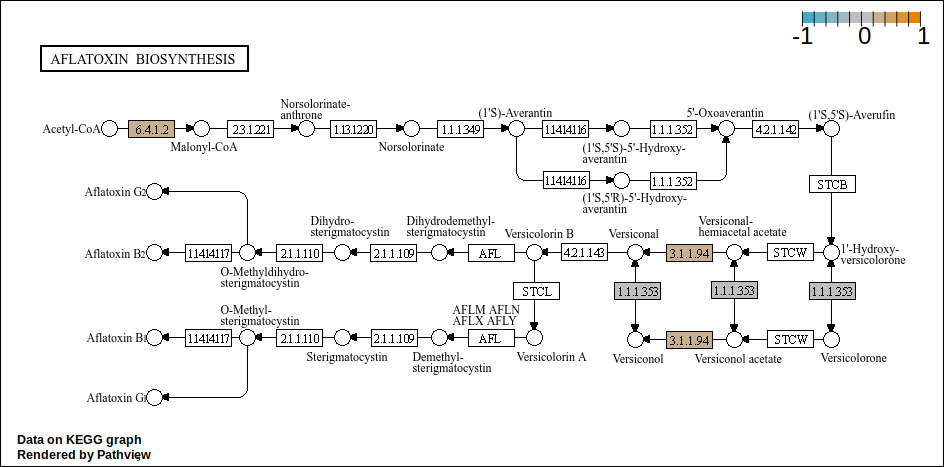 -1 0 1
AFLATOXIN BIOSYNTHESIS
Acetyl-CoA
6.4.1.2
Malonyl-CoA
2.3.1.221
Norsolorinate-
anthrone
1.13.12.20
Norsolorinate
1.1.1.349
(1'S)-Averantin
1.14.14.116
(1'S,5'S)-5'-Hydroxy-
averantin
1.1.1.352
5'-Oxoaverantin
4.2.1.142
(1'S,5'S)-Averufin
1.14.14.116
(1'S,5'R)-5'-Hydroxy-
averantin
1.1.1.352
STCB
Aflatoxin G2
Aflatoxin B2
1.14.14.117
O-Methyldihydro-
sterigmatocystin
2.1.1.110
Dihydro-
sterigmatocystin
2.1.1.109
Dihydrodemethyl-
sterigmatocystin
AFL
Versicolorin B
4.2.1.143
Versiconal
3.1.1.94
Versiconal-
hemiacetal acetate
STCW
1'-Hydroxy-
versicolorone
STCL
1.1.1.353
1.1.1.353
1.1.1.353
Aflatoxin B1
1.14.14.117
O-Methyl-
sterigmatocystin
2.1.1.110
Sterigmatocystin
2.1.1.109
Demethyl-
sterigmatocystin
AFLM AFLN
AFLX AFLY
AFL
Versicolorin A
Versiconol
3.1.1.94
Versiconol acetate
STCW
Versicolorone
Aflatoxin G1
Data on KEGG graph
Rendered by Pathview